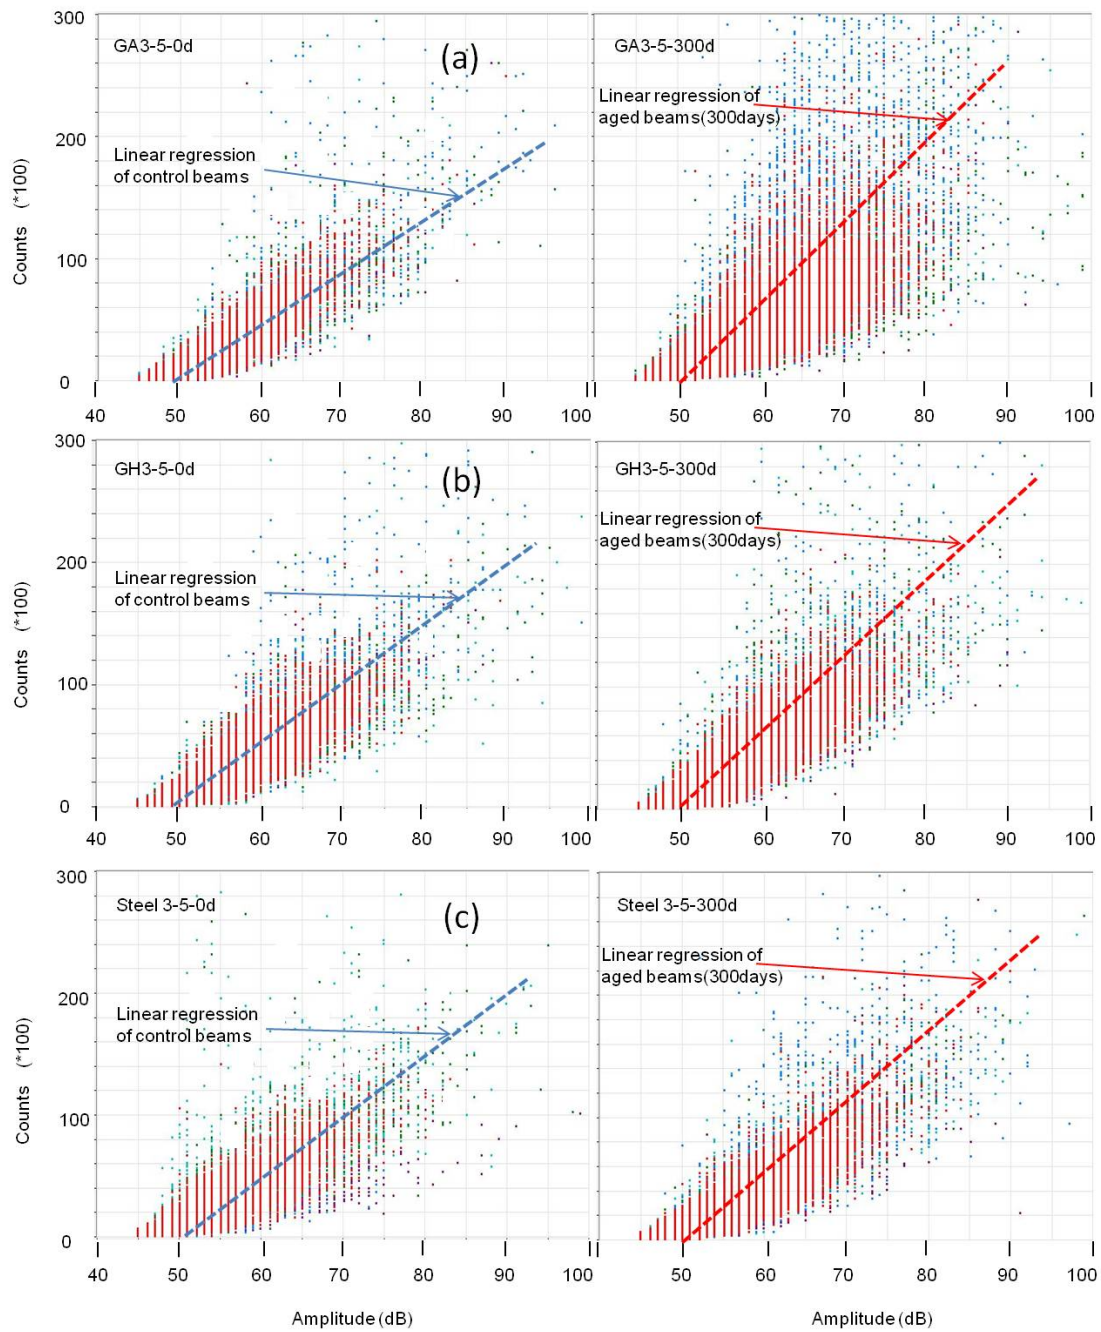 300
GA3-5-0d
(a)
GA3-5-300d
Linear regression of
aged beams(300days)
200
Linear regression
of control beams
Counts (*100)
100
0
40 50 60 70 80 90 100 50 60 70 80 90 100
300
GH3-5-0d
(b)
GH3-5-300d
Linear regression of
aged beams(300days)
200
Linear regression
of control beams
Counts (*100)
100
0
40 50 60 70 80 90 100 50 60 70 80 90 100
300
Steel 3-5-0d
(c)
Steel 3-5-300d
Linear regression of
aged beams(300days)
200
Linear regression
of control beams
Counts (*100)
100
0
40 50 60 70 80 90 100 50 60 70 80 90 100
Amplitude (dB) Amplitude (dB)